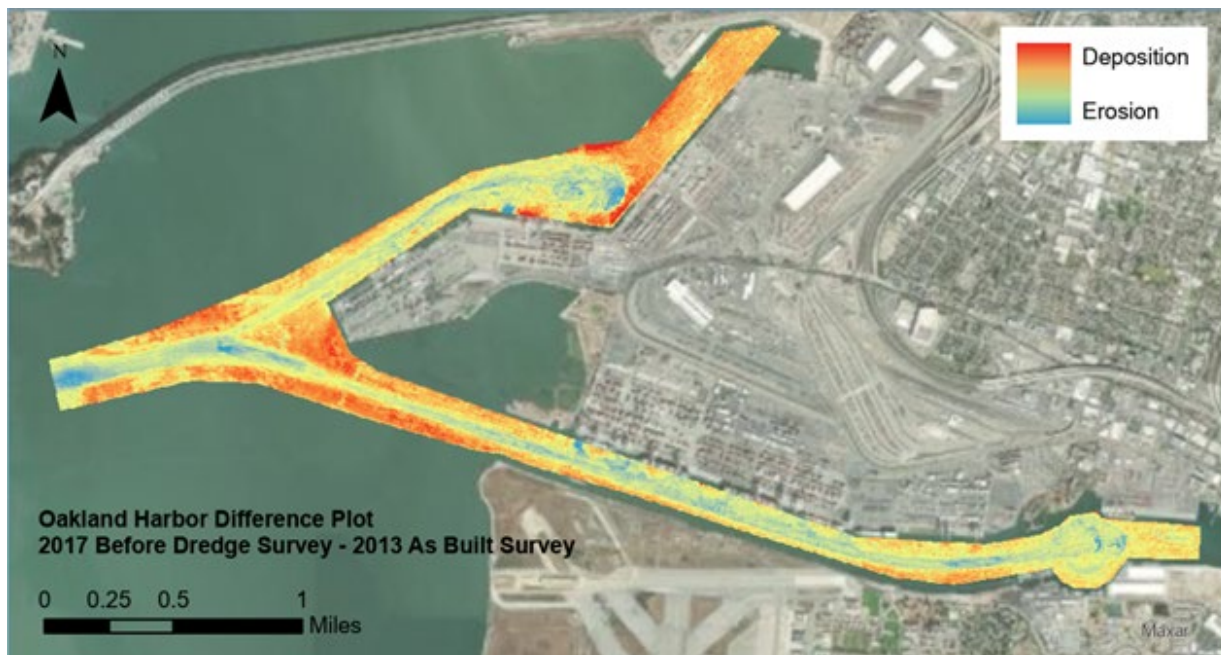 N
Deposition
Erosion
Oakland Harbor Difference Plot
2017 Before Dredge Survey - 2013 As Built Survey
0 0.25 0.5 1
Miles
Maxar